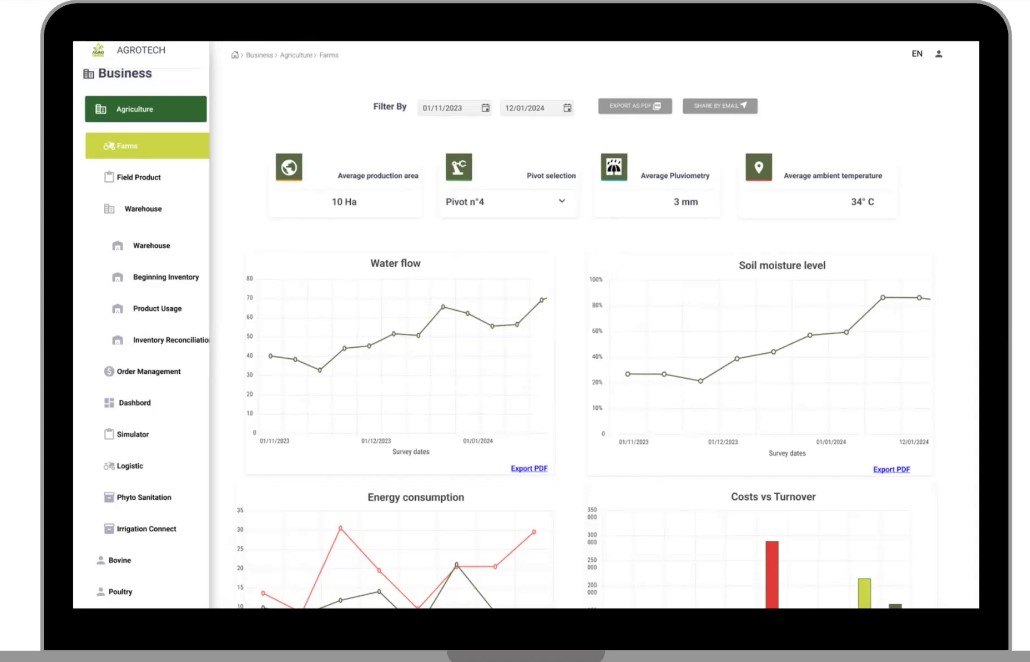 AGROTECH
Business
Agriculture
Farms
Field Product
Warehouse
Warehouse
Beginning Inventory
Product Usage
Inventory Reconciliatio
Order Management
Dashbord
Simulator
Logistic
Phyto Sanitation
Irrigation Connect
Bovine
Poultry
> Business > Agriculture > Farms
EN
Filter By
01/11/2023
12/01/2024
EXPORT AS PDF
SHARE BY EMAIL
Average production area
10 Ha
Pivot selection
Pivot n°4
Average Pluviometry
3 mm
Average ambient temperature
34° C
Water flow
80
70
60
50
40
30
20
10
0
01/11/2023 01/12/2023 01/01/2024
Survey dates
Export PDF
Soil moisture level
100%
80%
60%
40%
20%
10%
0
01/11/2023 01/12/2023 01/01/2024 12/01/2024
Survey dates
Export PDF
Energy consumption
35
30
25
20
15
10
Costs vs Turnover
350
000
300
000
250
000
200
000